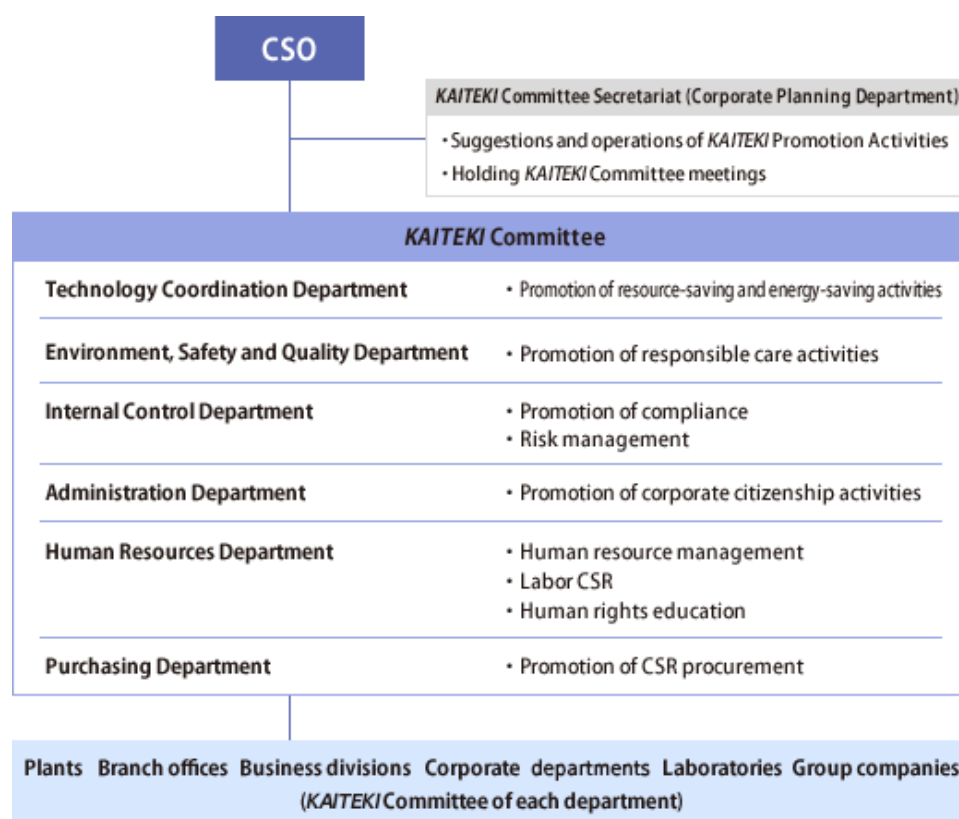 CSO
KAITEKI Committee Secretariat (Corporate Planning Department)
・Suggestions and operations of KAITEKI Promotion Activities
・Holding KAITEKI Committee meetings
KAITEKI Committee
Technology Coordination Department ・Promotion of resource-saving and energy-saving activities
Environment, Safety and Quality Department ・Promotion of responsible care activities
Internal Control Department ・Promotion of compliance
・Risk management
Administration Department ・Promotion of corporate citizenship activities
Human Resources Department ・Human resource management
・Labor CSR
・Human rights education
Purchasing Department ・Promotion of CSR procurement
Plants Branch offices Business divisions Corporate departments Laboratories Group companies
(KAITEKI Committee of each department)